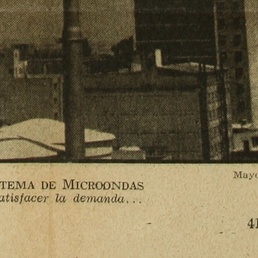 TEMA DE MICROONDAS
atisfacer la demanda...
Mayo
41